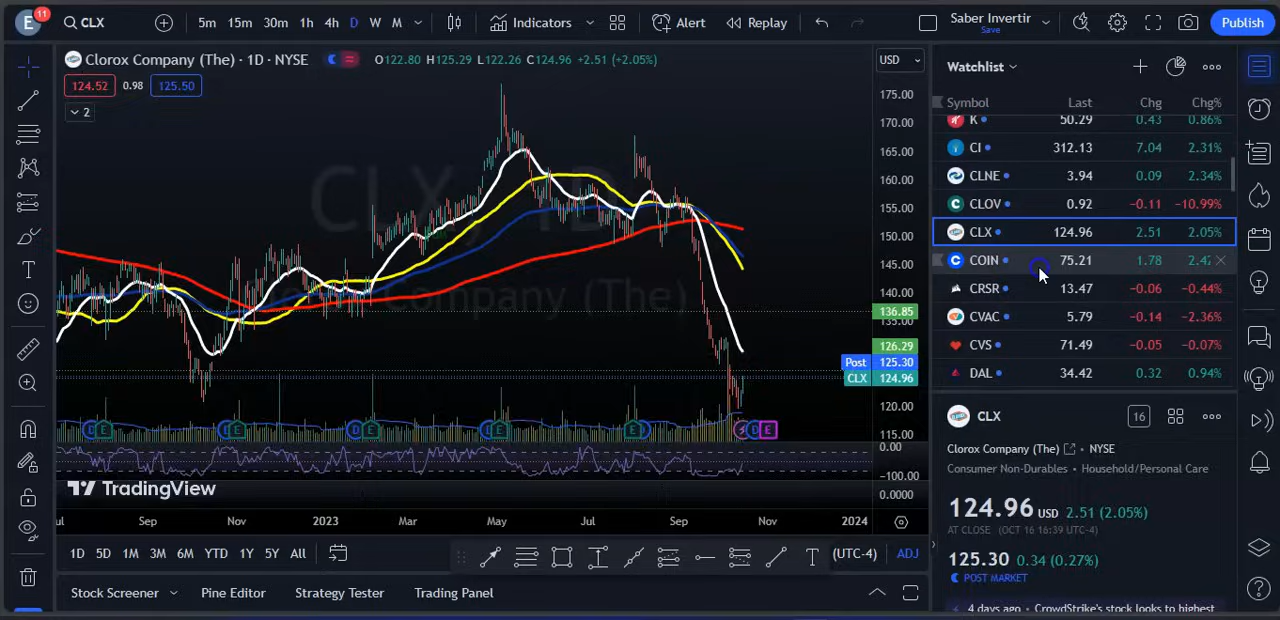 E 11 CLX 5m 15m 30m 1h 4h D W M Indicators Alert Replay Saber Invertir Save Publish
Clorox Company (The) · 1D · NYSE O122.80 H125.29 L122.26 C124.96 +2.51 (+2.05%)
124.52 0.98 125.50
2
CLX, 1D
Clorox Company (The)
USD
175.00
170.00
165.00
160.00
155.00
150.00
145.00
140.00
136.85
135.00
126.29
Post 125.30
CLX 124.96
120.00
115.00
0.00
−100.00
0.0000
D E D E D E D E E D E
TradingView
Sep Nov 2023 Mar May Jul Sep Nov 2024
1D 5D 1M 3M 6M YTD 1Y 5Y All (UTC-4) ADJ
Stock Screener Pine Editor Strategy Tester Trading Panel
Watchlist
Symbol Last Chg Chg%
K 50.29 0.43 0.86%
CI 312.13 7.04 2.31%
CLNE 3.94 0.09 2.34%
CLOV 0.92 −0.11 −10.99%
CLX 124.96 2.51 2.05%
COIN 75.21 1.78 2.42
CRSR 13.47 −0.06 −0.44%
CVAC 5.79 −0.14 −2.36%
CVS 71.49 −0.05 −0.07%
DAL 34.42 0.32 0.94%
CLX 16
Clorox Company (The) • NYSE
Consumer Non-Durables • Household/Personal Care
124.96 USD 2.51 (2.05%)
AT CLOSE (OCT 16 16:39 UTC-4)
125.30 0.34 (0.27%)
POST MARKET
4 days ago • CrowdStrike's stock looks to highest